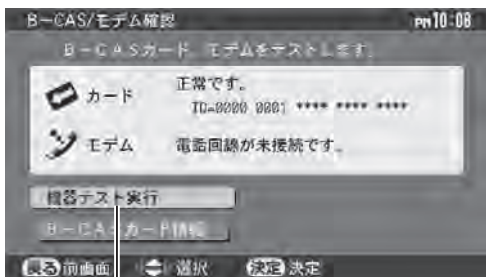 B-CAS/モデム確認 PM10:08
B-CASカード、モデムをテストします。
カード 正常です。
ID=0000 0001 **** **** ****
モデム 電話回線が未接続です。
機器テスト実行
B-CASカード情報
戻る 前画面 選択 決定 決定